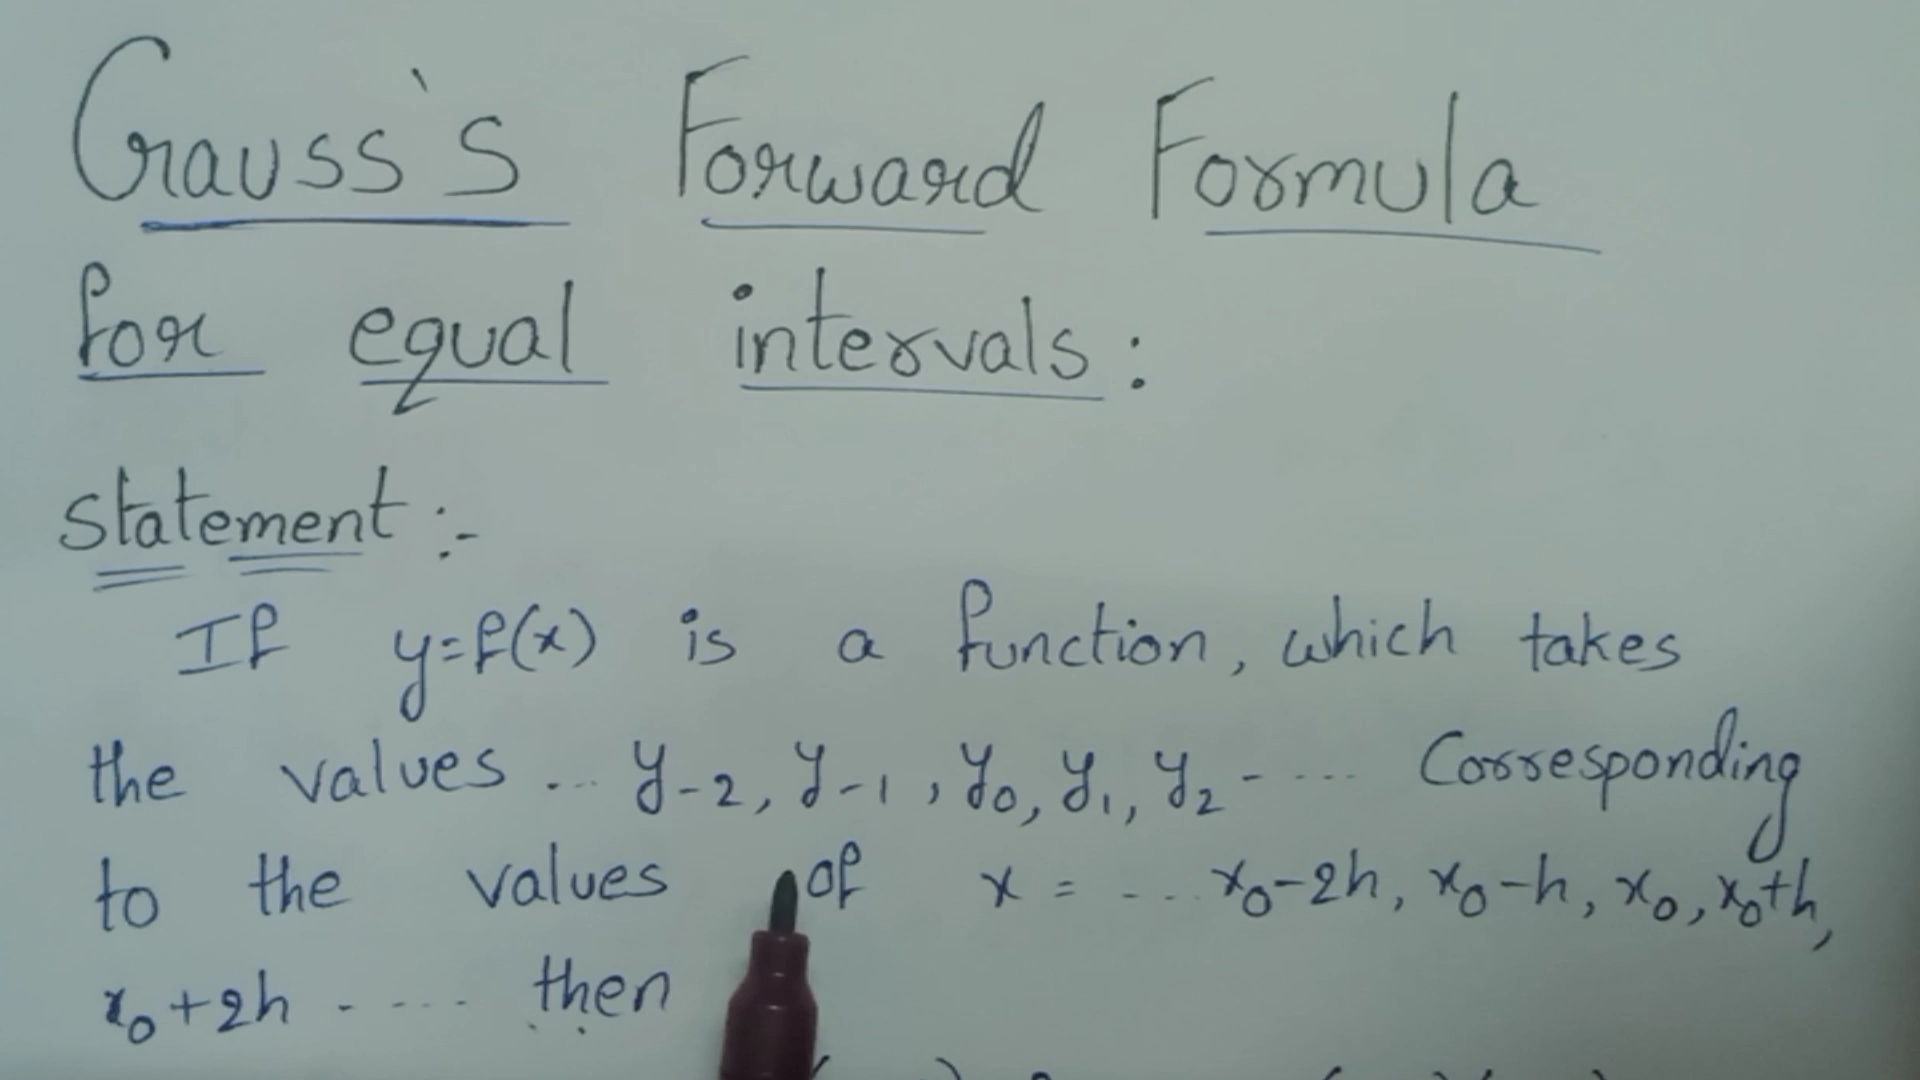 Gauss's Forward Formula
for equal intervals :
Statement :-
If y=f(x) is a function, which takes
the values ... y₋₂, y₋₁, y₀, y₁, y₂ - .... Corresponding
to the values of x = ... x₀-2h, x₀-h, x₀, x₀+h,
x₀+2h ..... then